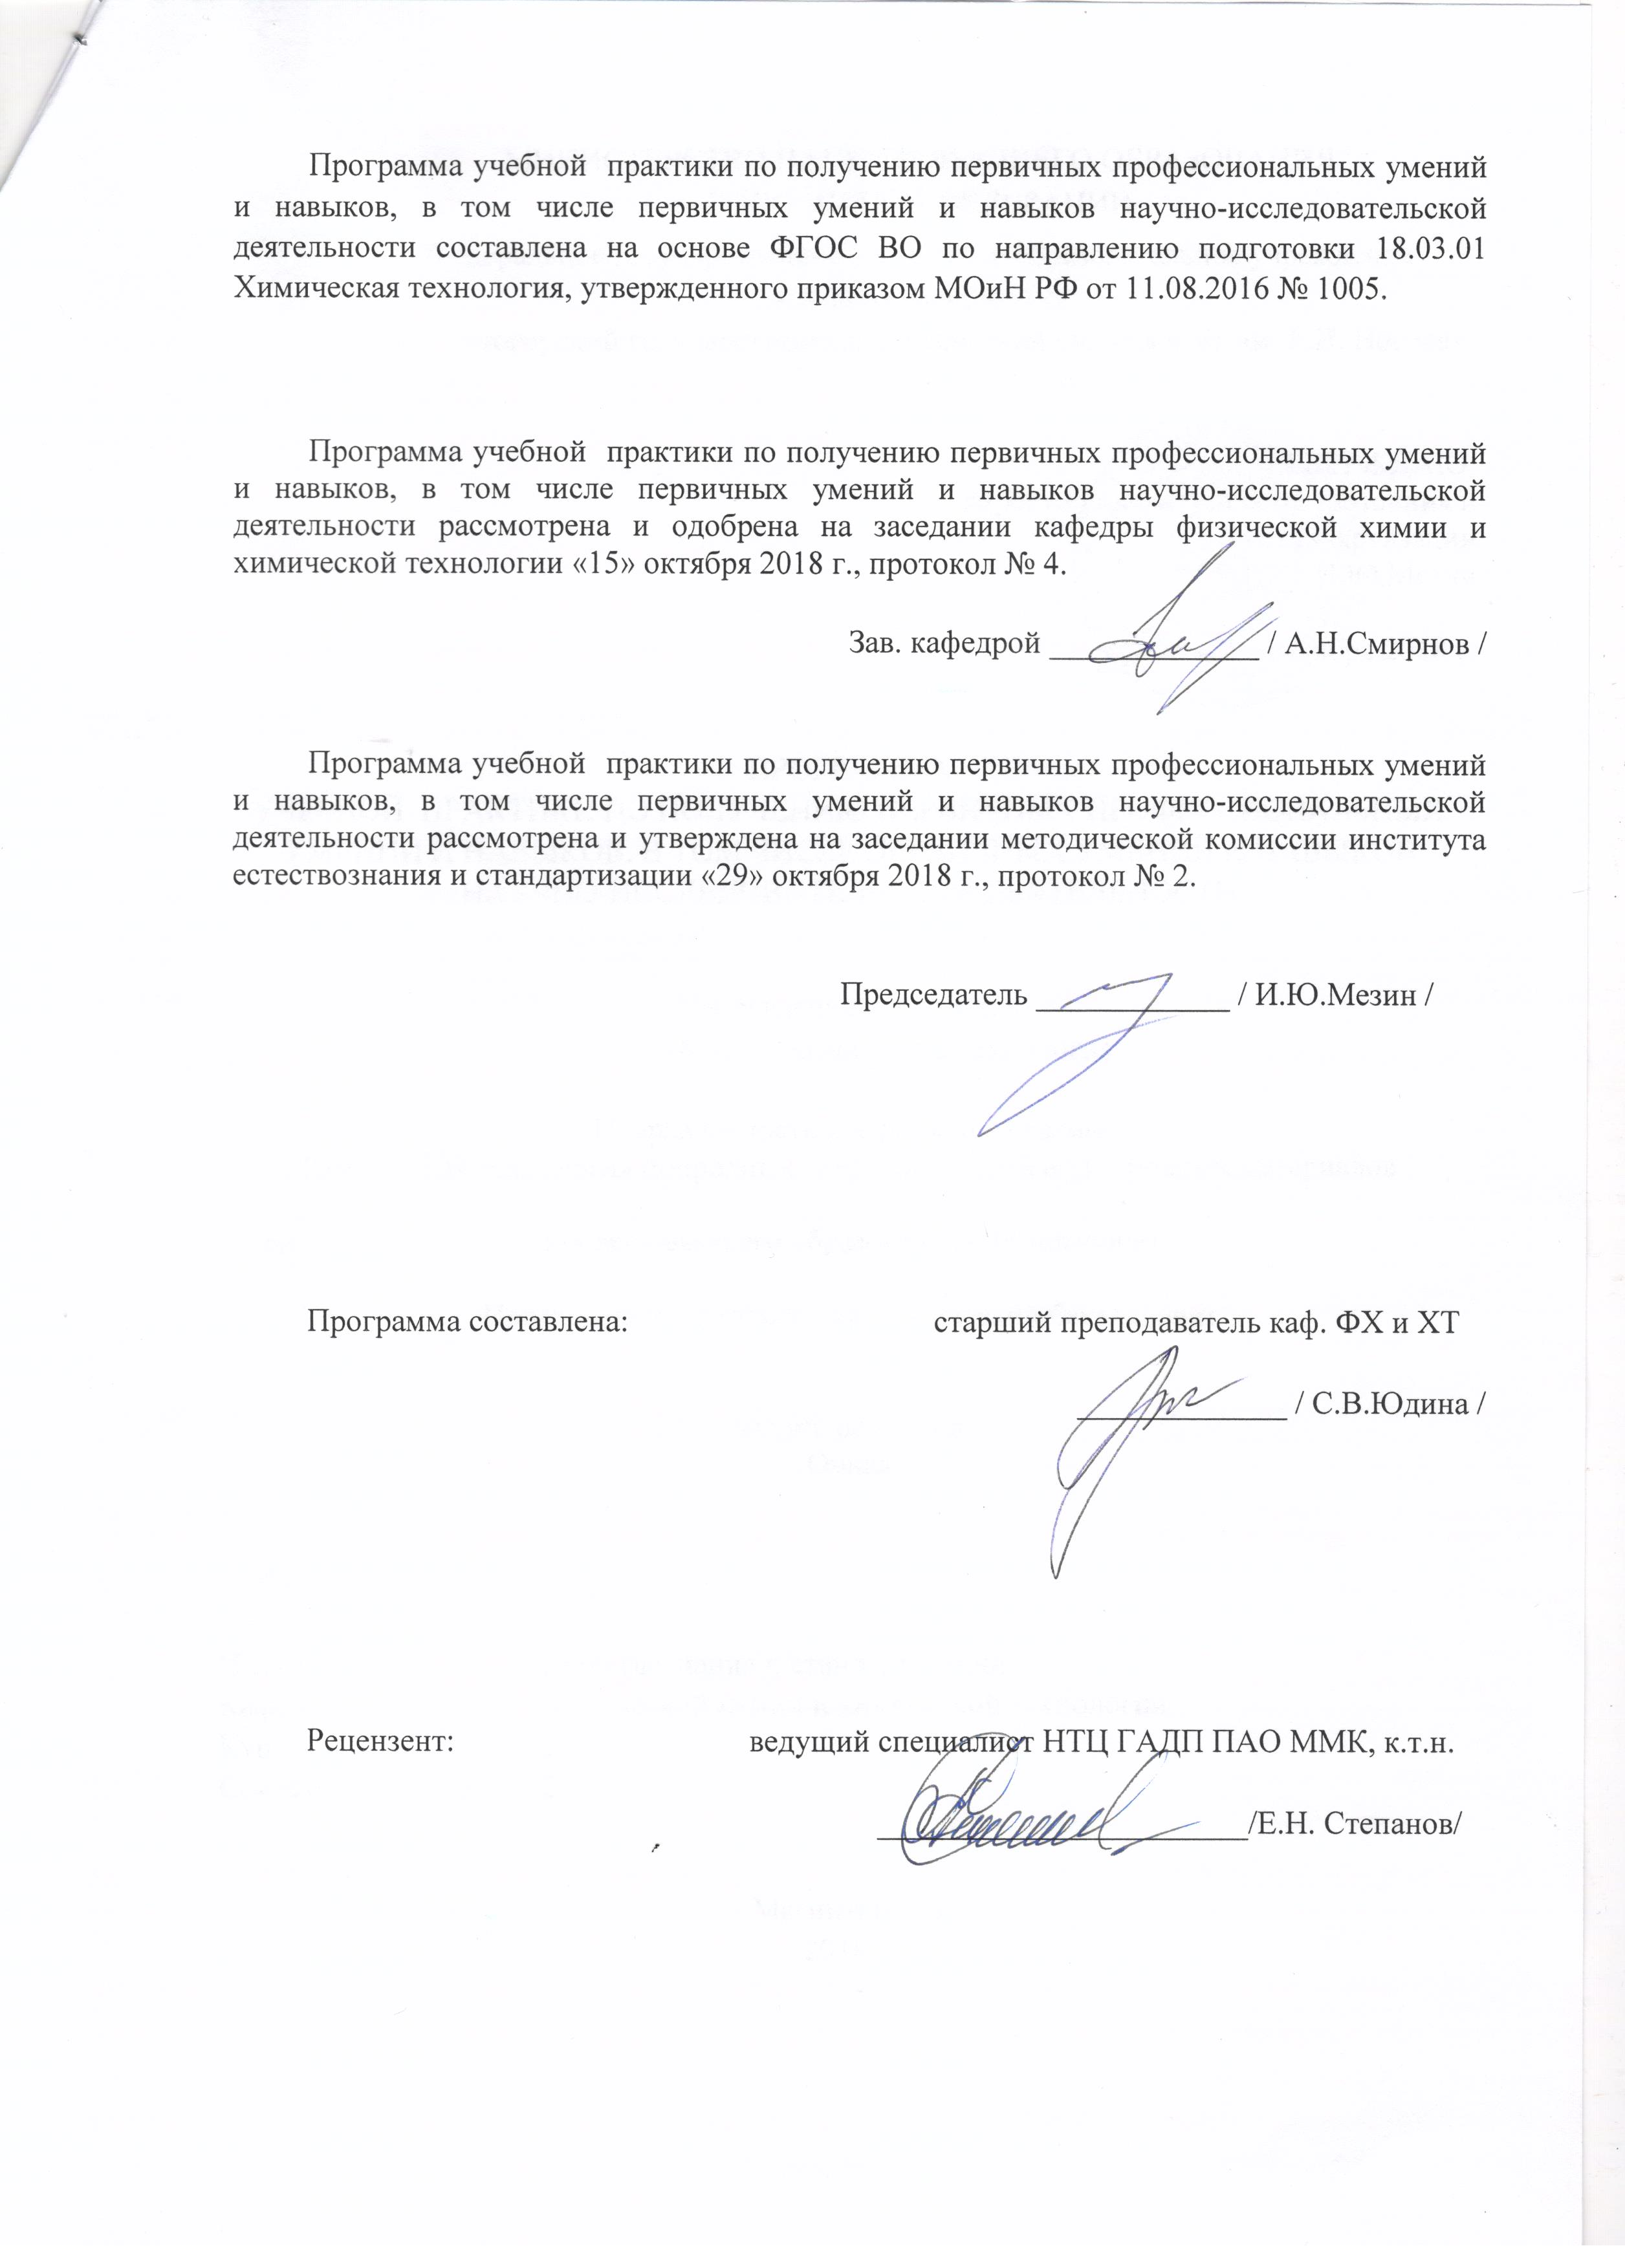 Программа учебной практики по получению первичных профессиональных умений
и навыков, в том числе первичных умений и навыков научно-исследовательской
деятельности составлена на основе ФГОС ВО по направлению подготовки 18.03.01
Химическая технология, утвержденного приказом МОиН РФ от 11.08.2016 № 1005.
Программа учебной практики по получению первичных профессиональных умений
и навыков, в том числе первичных умений и навыков научно-исследовательской
деятельности рассмотрена и одобрена на заседании кафедры физической химии и
химической технологии «15» октября 2018 г., протокол № 4.
Зав. кафедрой / А.Н.Смирнов /
Программа учебной практики по получению первичных профессиональных умений
и навыков, в том числе первичных умений и навыков научно-исследовательской
деятельности рассмотрена и утверждена на заседании методической комиссии института
естествознания и стандартизации «29» октября 2018 г., протокол № 2.
Председатель / И.Ю.Мезин /
Программа составлена: старший преподаватель каф. ФХ и ХТ
/ С.В.Юдина /
Рецензент: ведущий специалист НТЦ ГАДП ПАО ММК, к.т.н.
/Е.Н. Степанов/